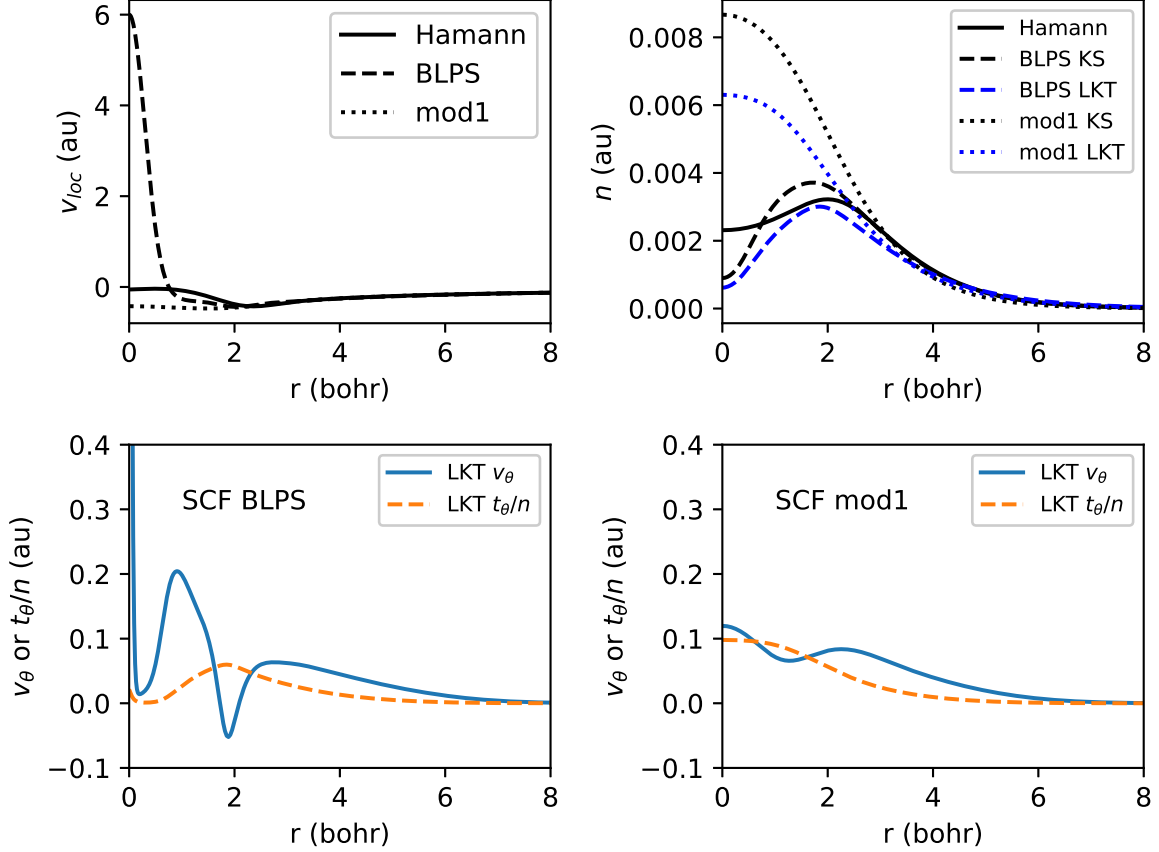 6
4
2
0
v_loc (au)
Hamann
BLPS
mod1
0 2 4 6 8
r (bohr)
0.008
0.006
0.004
0.002
0.000
n (au)
Hamann
BLPS KS
BLPS LKT
mod1 KS
mod1 LKT
0 2 4 6 8
r (bohr)
0.4
0.3
0.2
0.1
0.0
−0.1
v_θ or t_θ/n (au)
SCF BLPS
LKT v_θ
LKT t_θ/n
0 2 4 6 8
r (bohr)
0.4
0.3
0.2
0.1
0.0
−0.1
v_θ or t_θ/n (au)
SCF mod1
LKT v_θ
LKT t_θ/n
0 2 4 6 8
r (bohr)